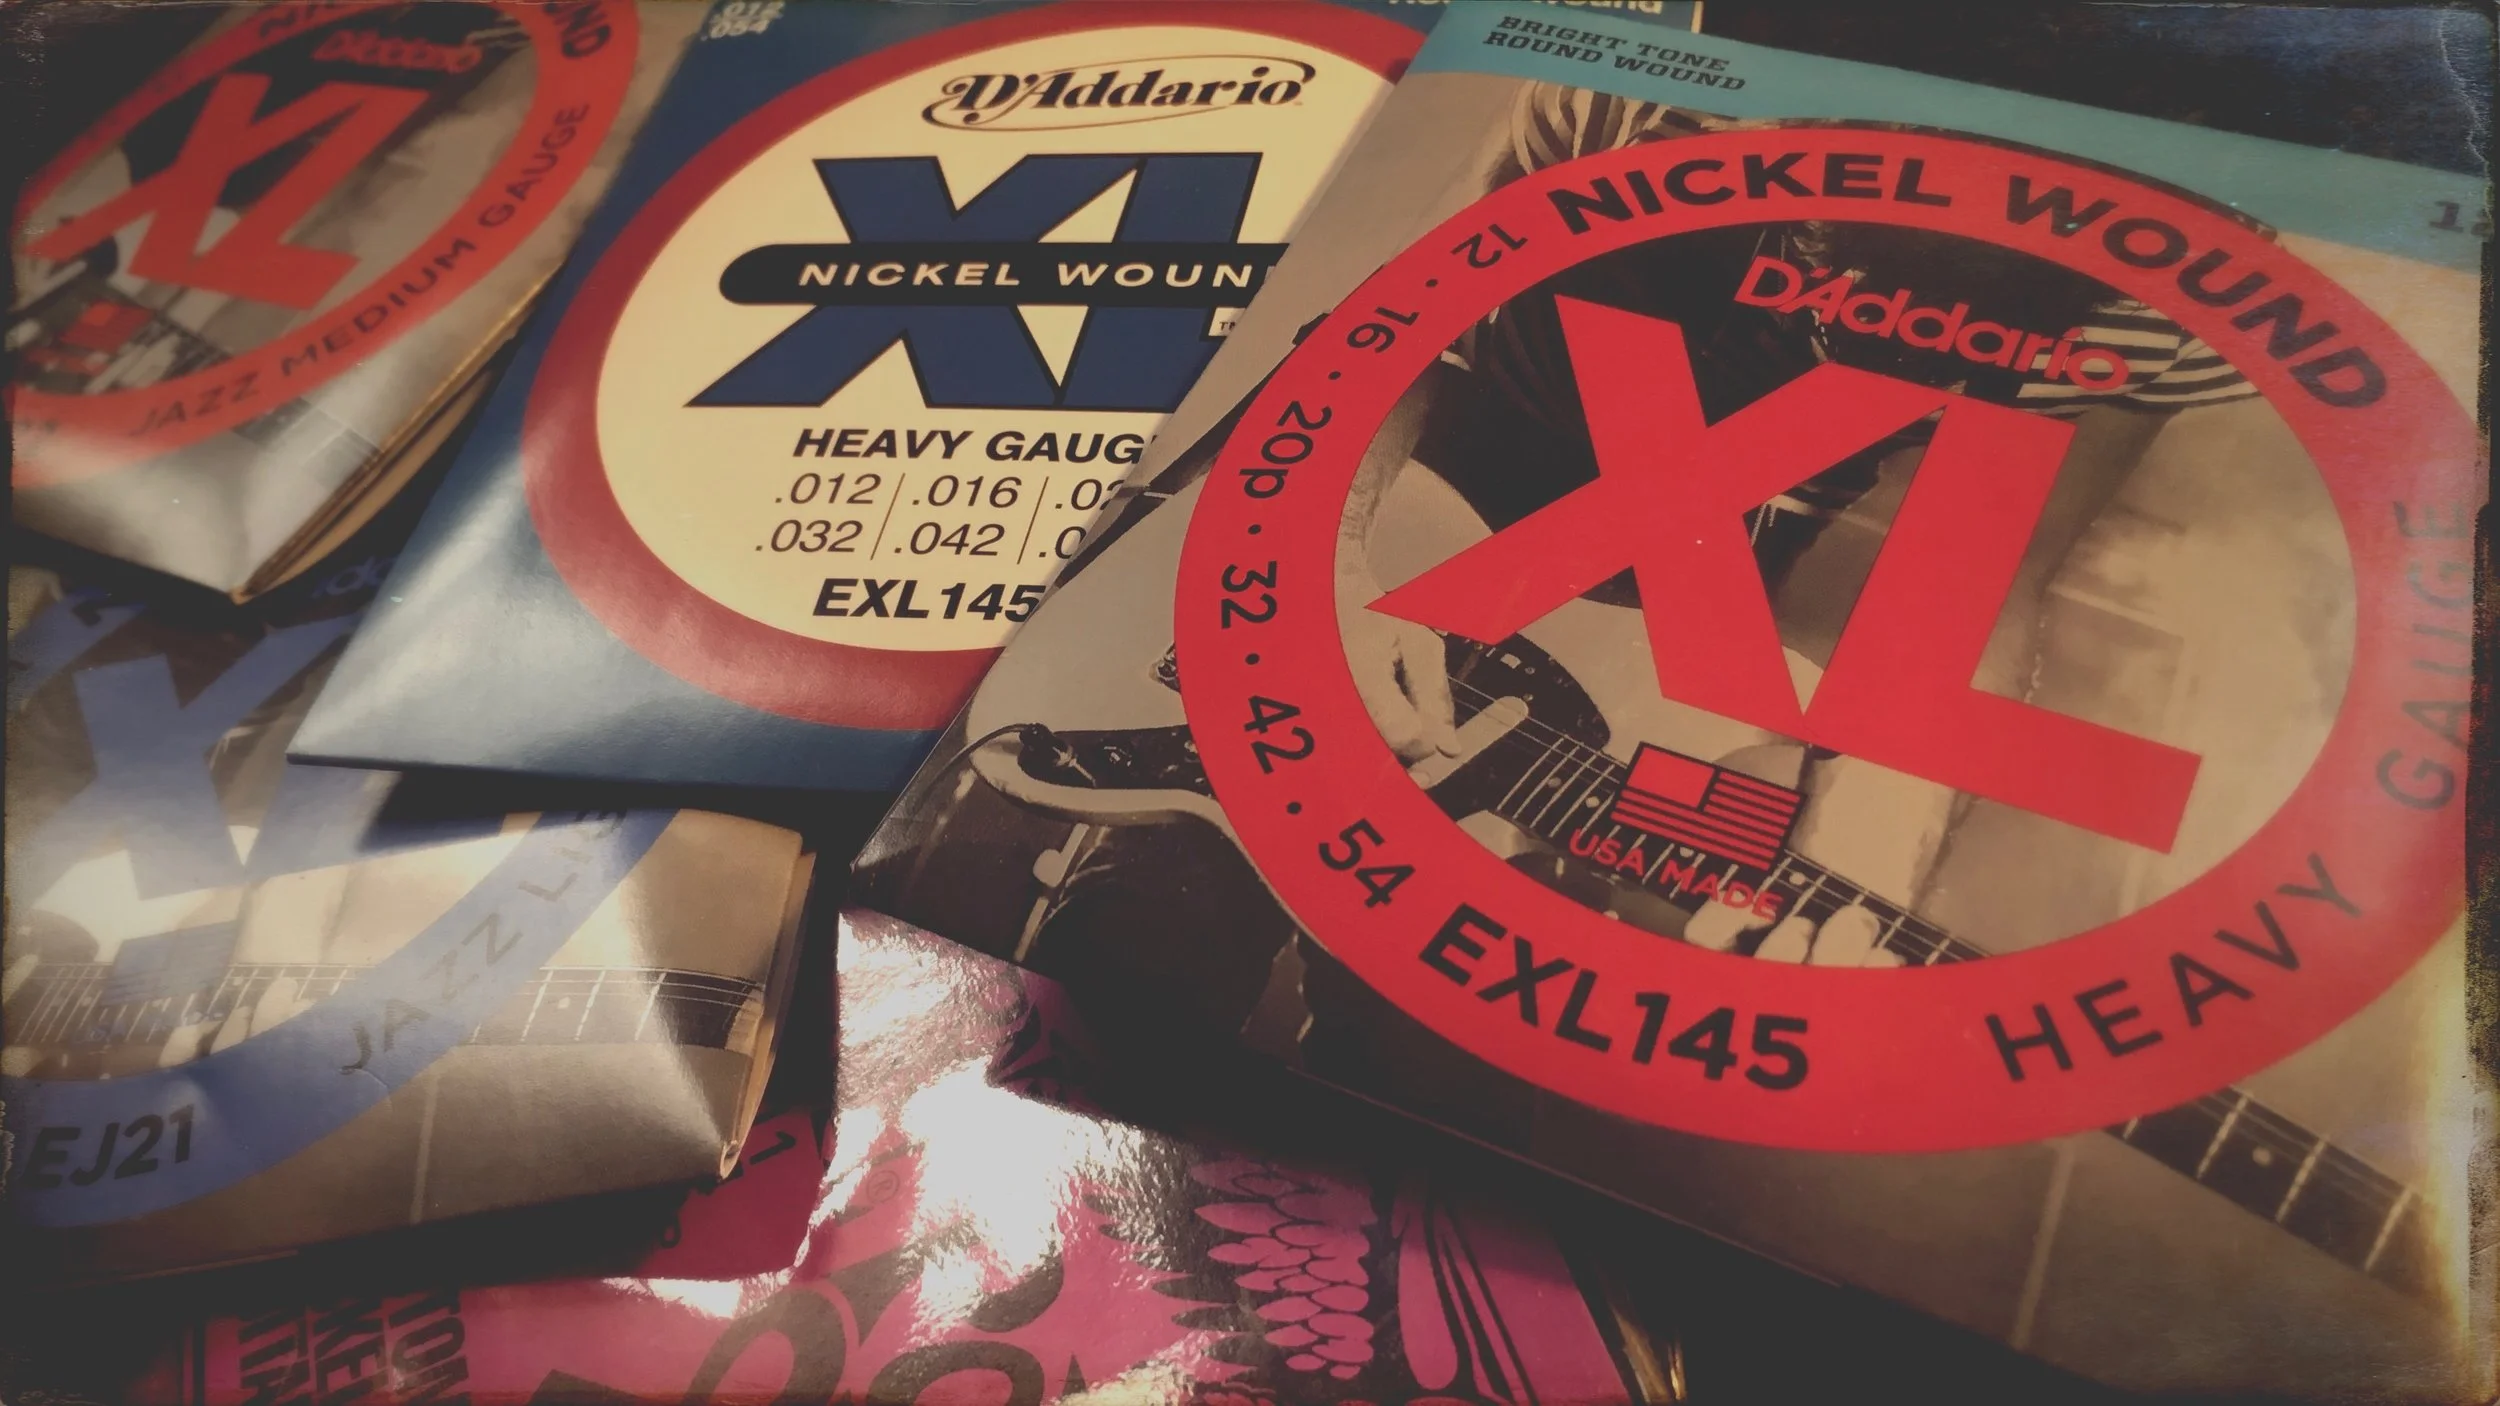 D'Addario
XL
JAZZ MEDIUM GAUGE
.012
.054
D'Addario
XL
NICKEL WOUN
TM
HEAVY GAUG
.012 .016
.032 .042
EXL145
BRIGHT TONE
ROUND WOUND
NICKEL WOUND
12 • 16 • 20p • 32 • 42 • 54 EXL145
HEAVY GAUGE
D'Addario
XL
USA MADE
XL
JAZZ
EJ21
®